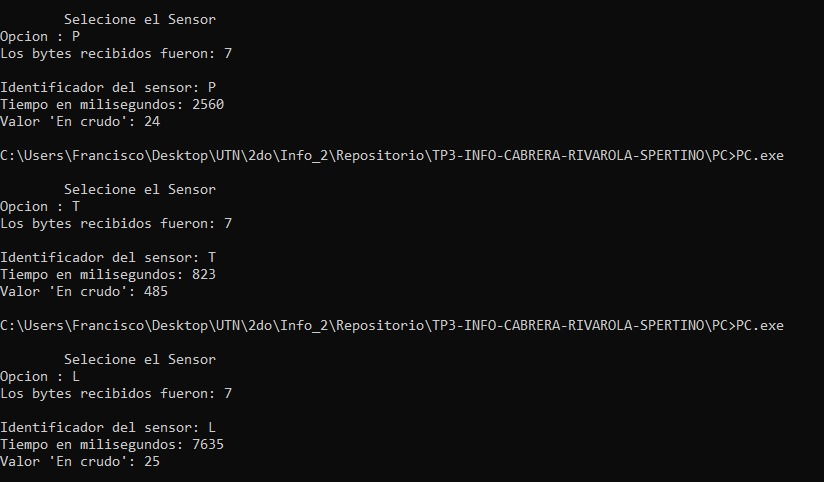 Selecione el Sensor
Opcion : P
Los bytes recibidos fueron: 7
Identificador del sensor: P
Tiempo en milisegundos: 2560
Valor 'En crudo': 24
C:\Users\Francisco\Desktop\UTN\2do\Info_2\Repositorio\TP3-INFO-CABRERA-RIVAROLA-SPERTINO\PC>PC.exe
Selecione el Sensor
Opcion : T
Los bytes recibidos fueron: 7
Identificador del sensor: T
Tiempo en milisegundos: 823
Valor 'En crudo': 485
C:\Users\Francisco\Desktop\UTN\2do\Info_2\Repositorio\TP3-INFO-CABRERA-RIVAROLA-SPERTINO\PC>PC.exe
Selecione el Sensor
Opcion : L
Los bytes recibidos fueron: 7
Identificador del sensor: L
Tiempo en milisegundos: 7635
Valor 'En crudo': 25